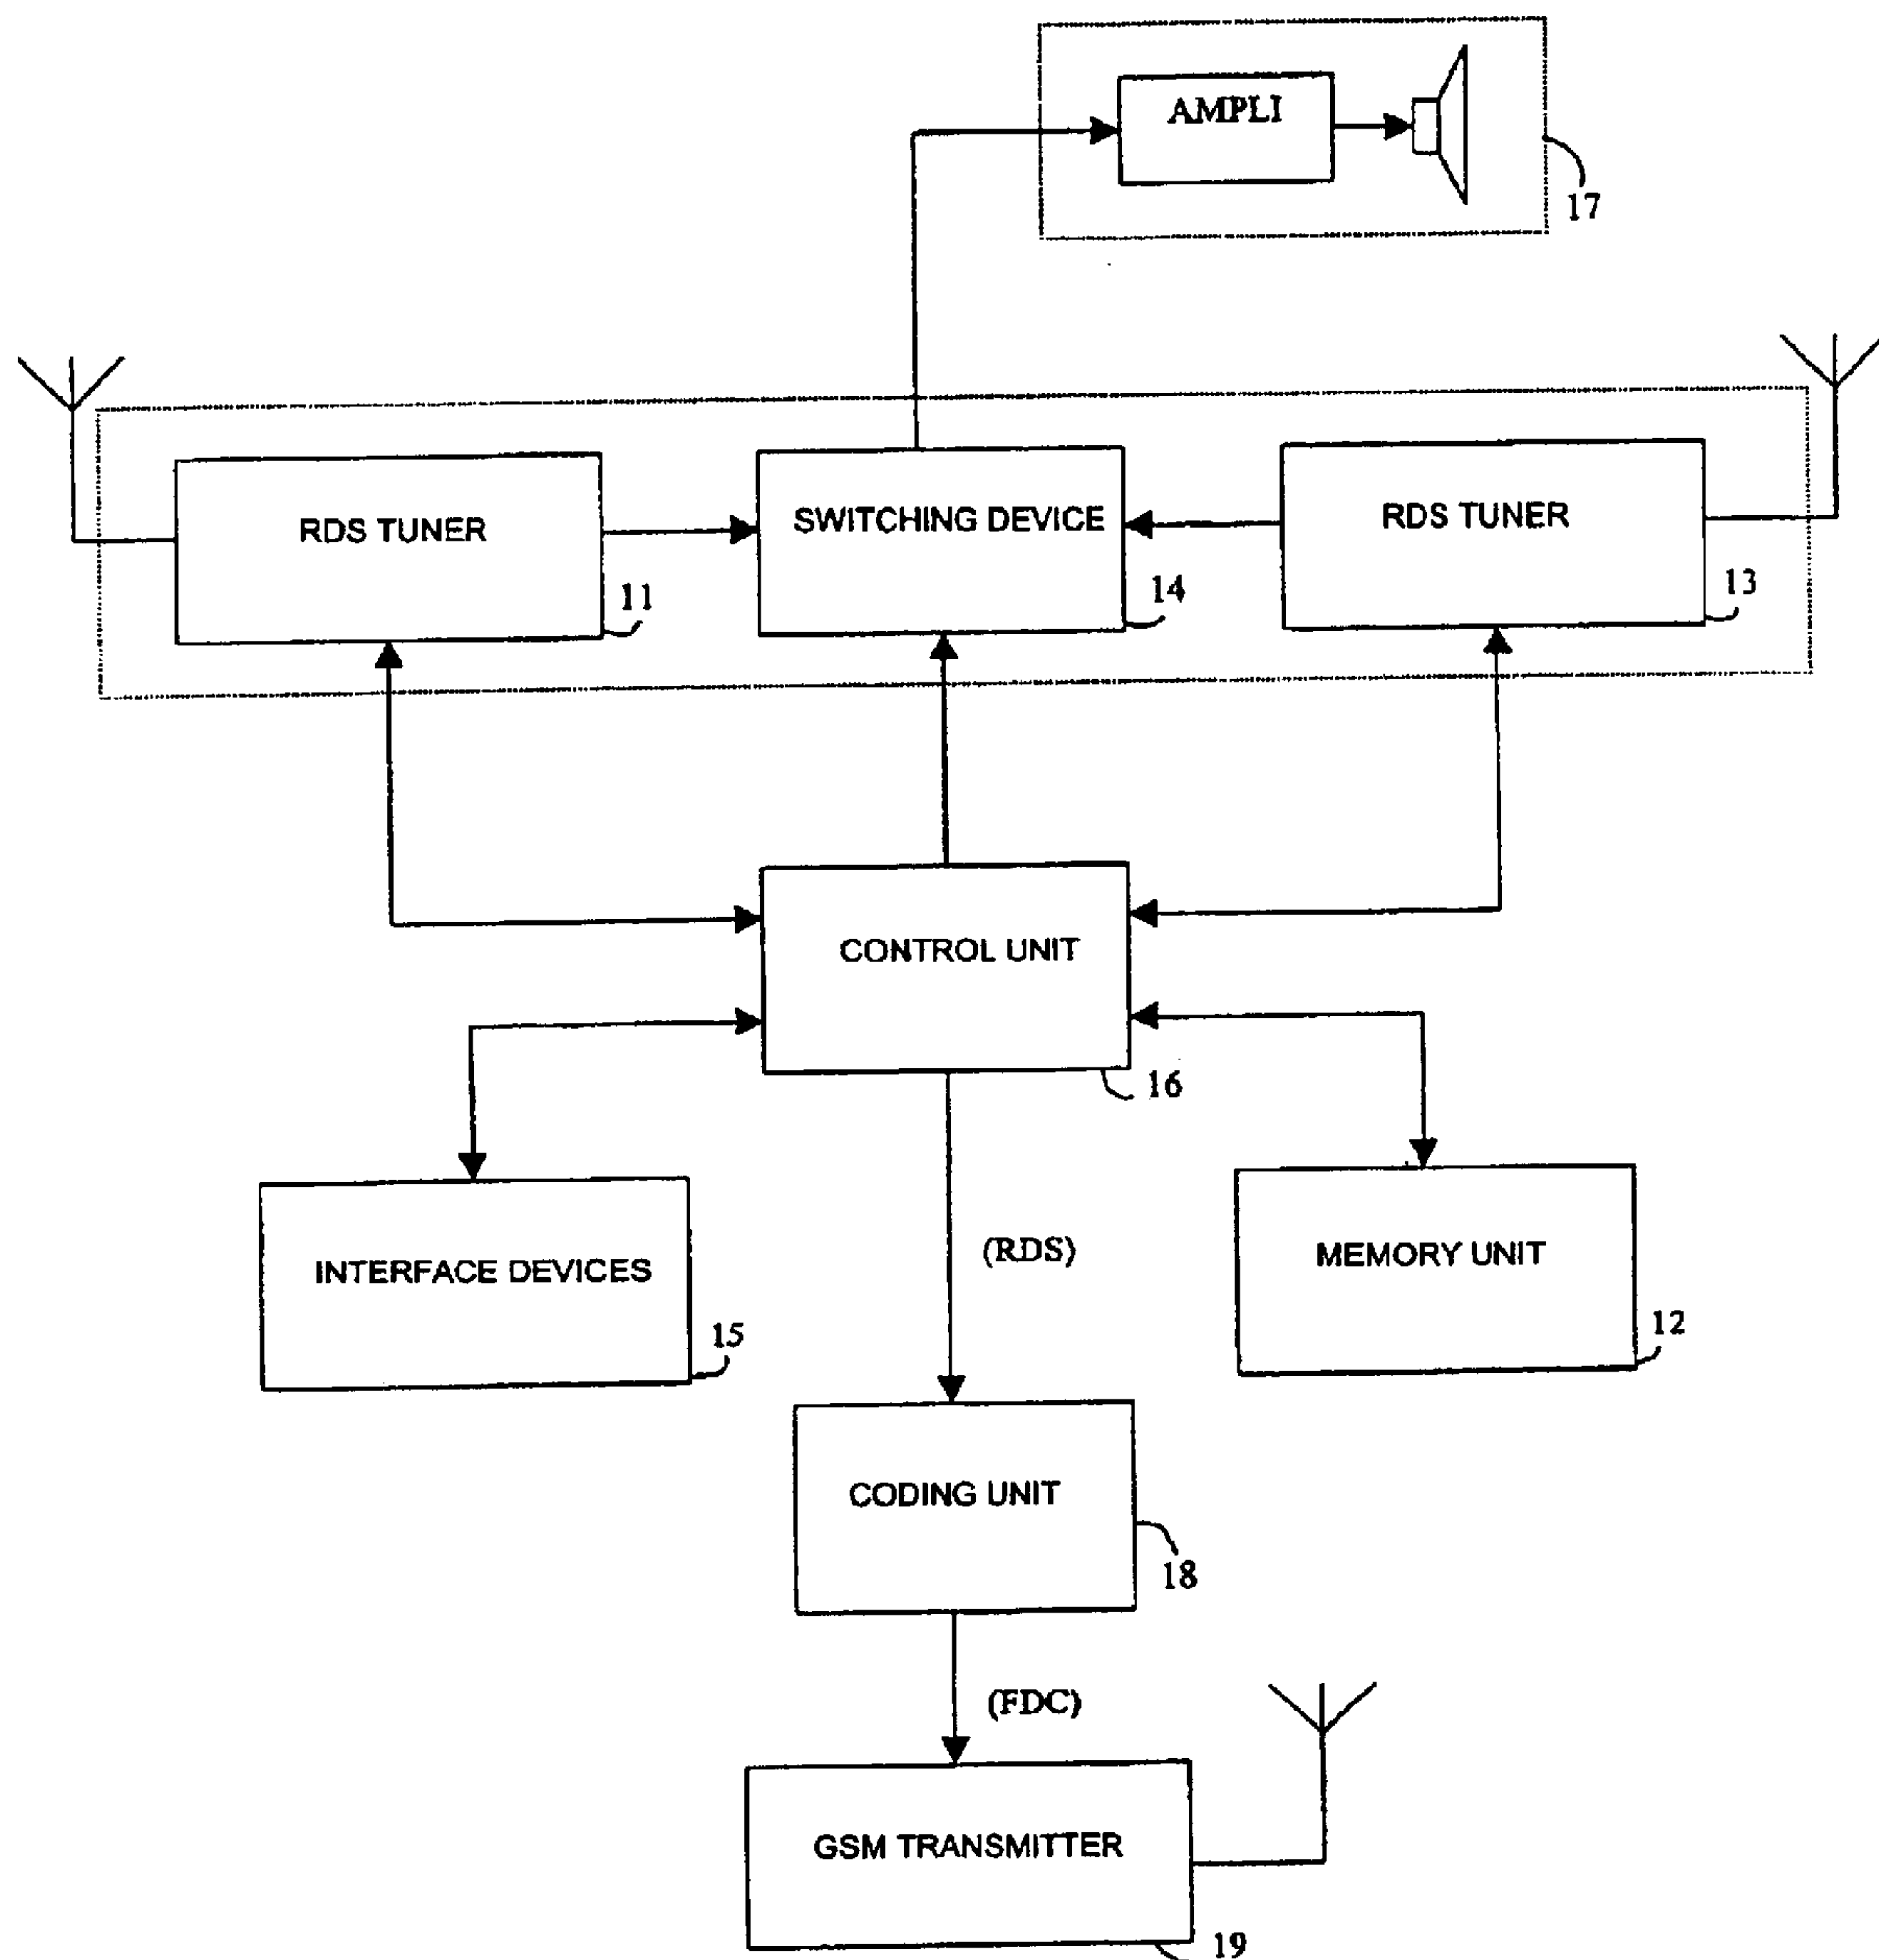 AMPLI
17
RDS TUNER
SWITCHING DEVICE
RDS TUNER
11
14
13
CONTROL UNIT
16
(RDS)
INTERFACE DEVICES
MEMORY UNIT
15
12
CODING UNIT
18
(FDC)
GSM TRANSMITTER
19